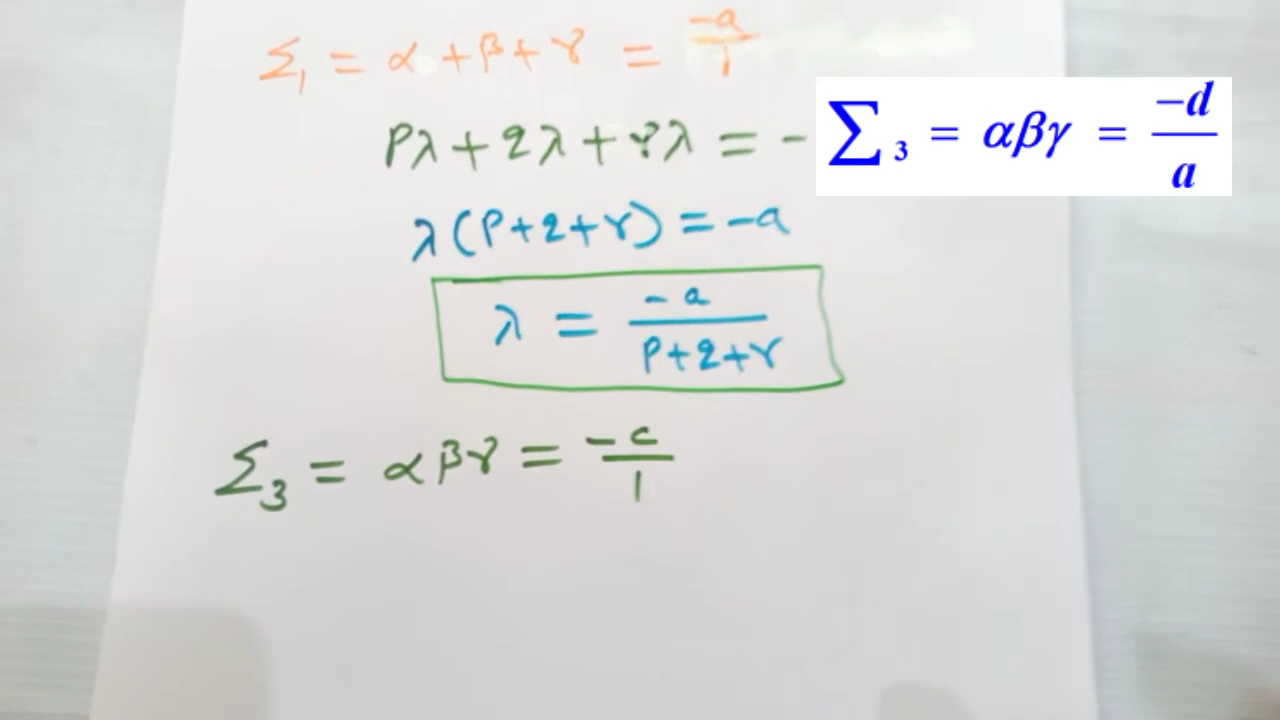 Σ₁ = α + β + γ = -a/1
pλ + qλ + rλ = -
Σ₃ = αβγ = -d/a
λ(p+q+r) = -a
λ = -a/(p+q+r)
Σ₃ = αβγ = -c/1